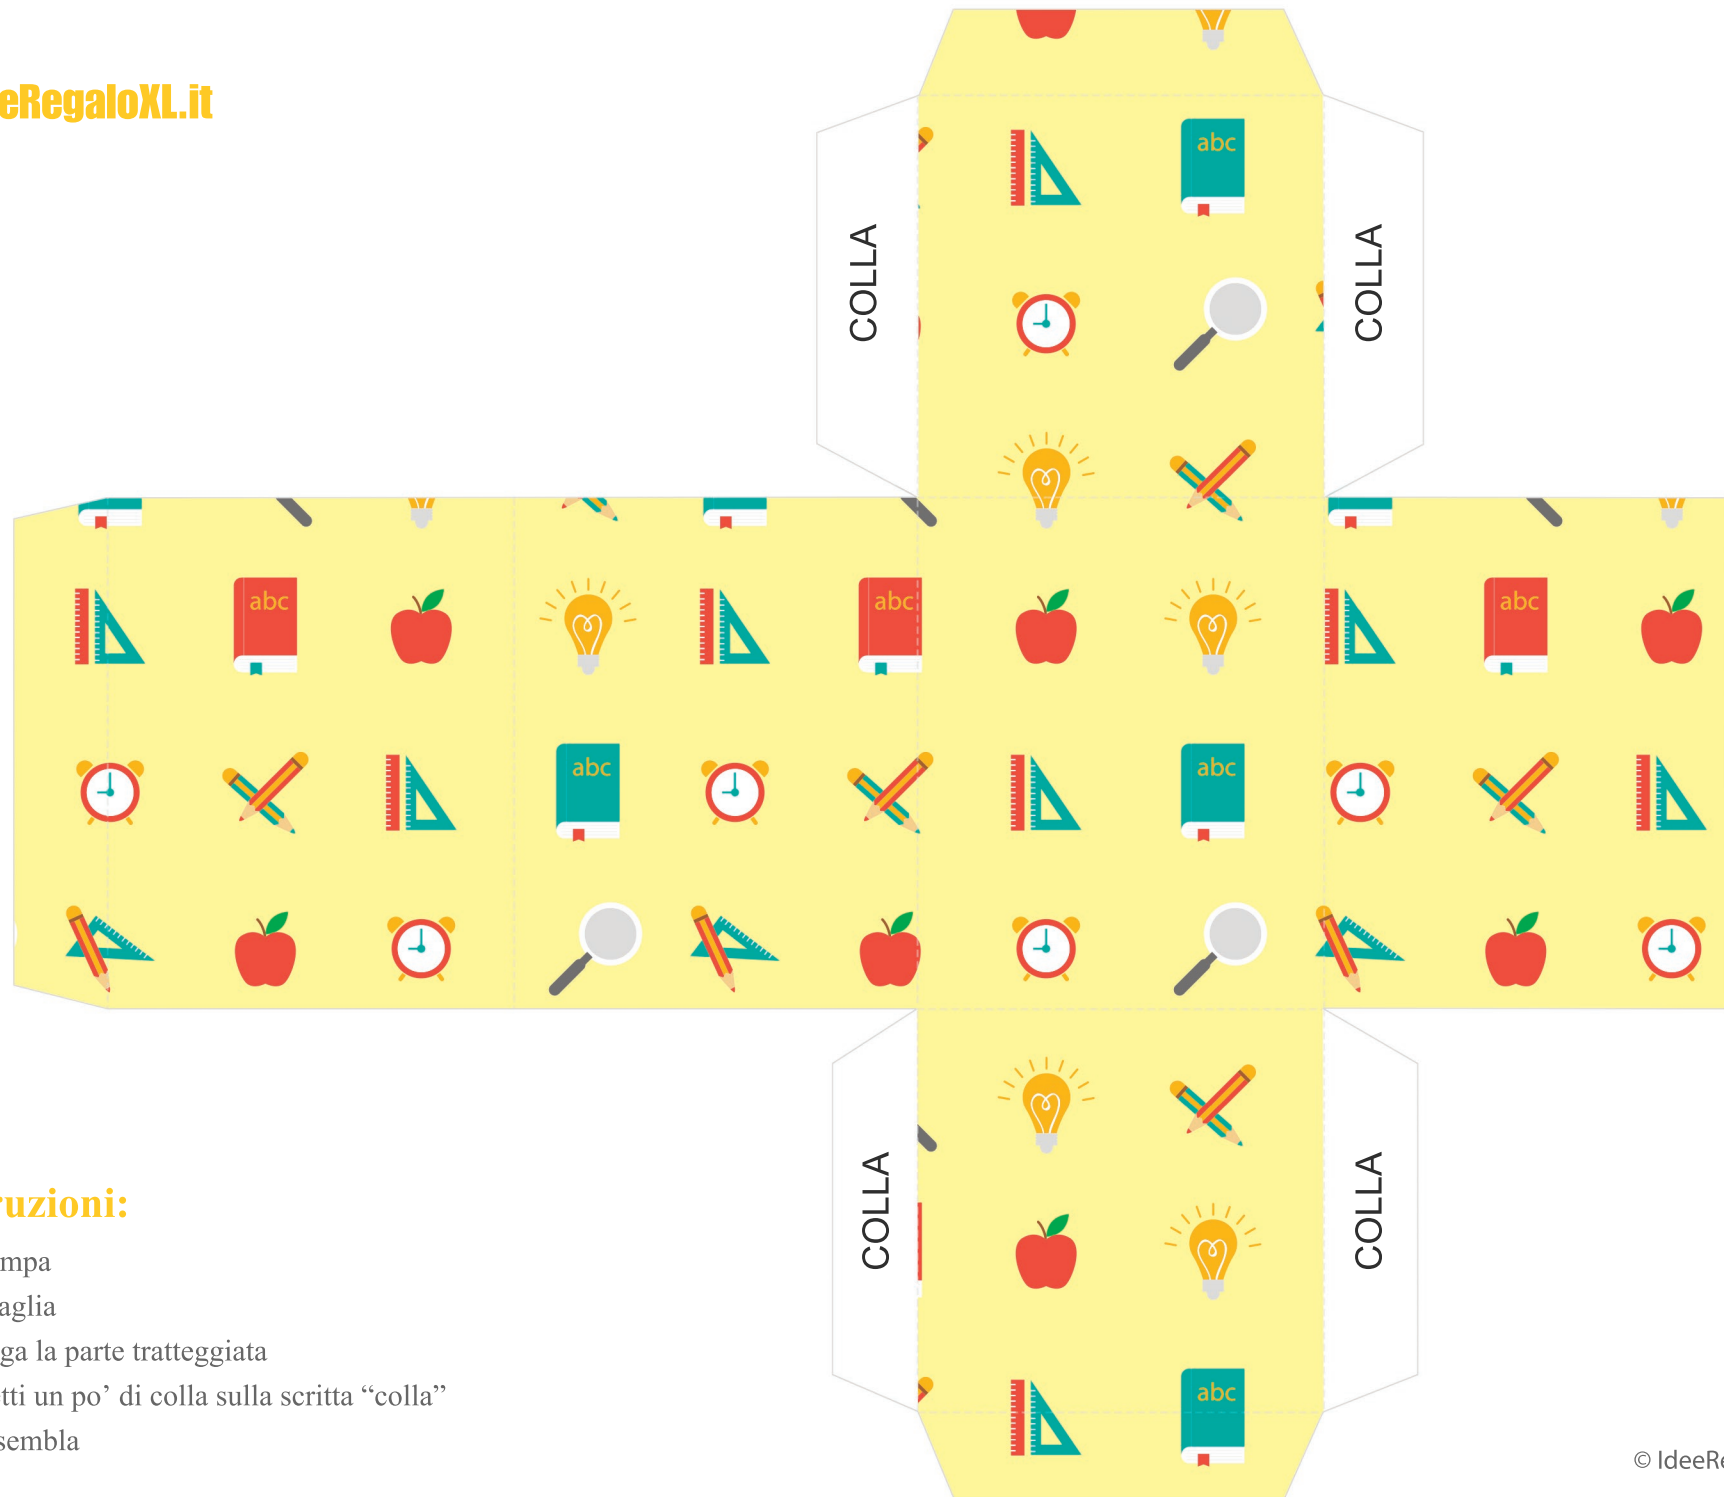 eRegaloXL.it
abc
COLLA
COLLA
abc
abc
abc
abc
abc
COLLA
COLLA
abc
uzioni:
mpa
aglia
ga la parte tratteggiata
tti un po’ di colla sulla scritta “colla”
sembla
© IdeeRe